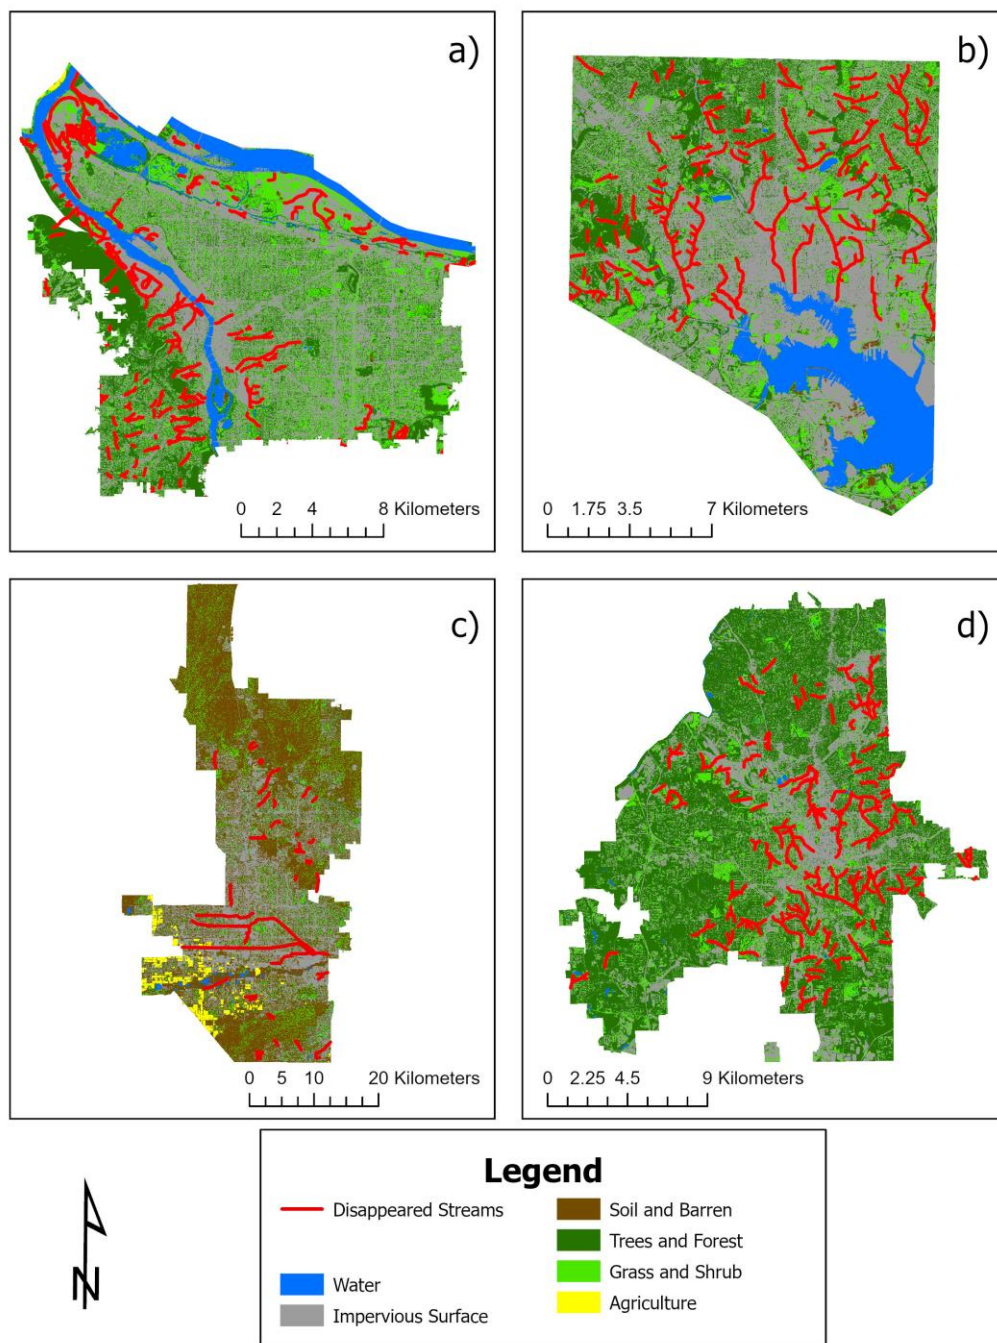 a)
b)
0 2 4 8 Kilometers
0 1.75 3.5 7 Kilometers
c)
d)
0 5 10 20 Kilometers
0 2.25 4.5 9 Kilometers
N
Legend
Disappeared Streams
Water
Impervious Surface
Soil and Barren
Trees and Forest
Grass and Shrub
Agriculture